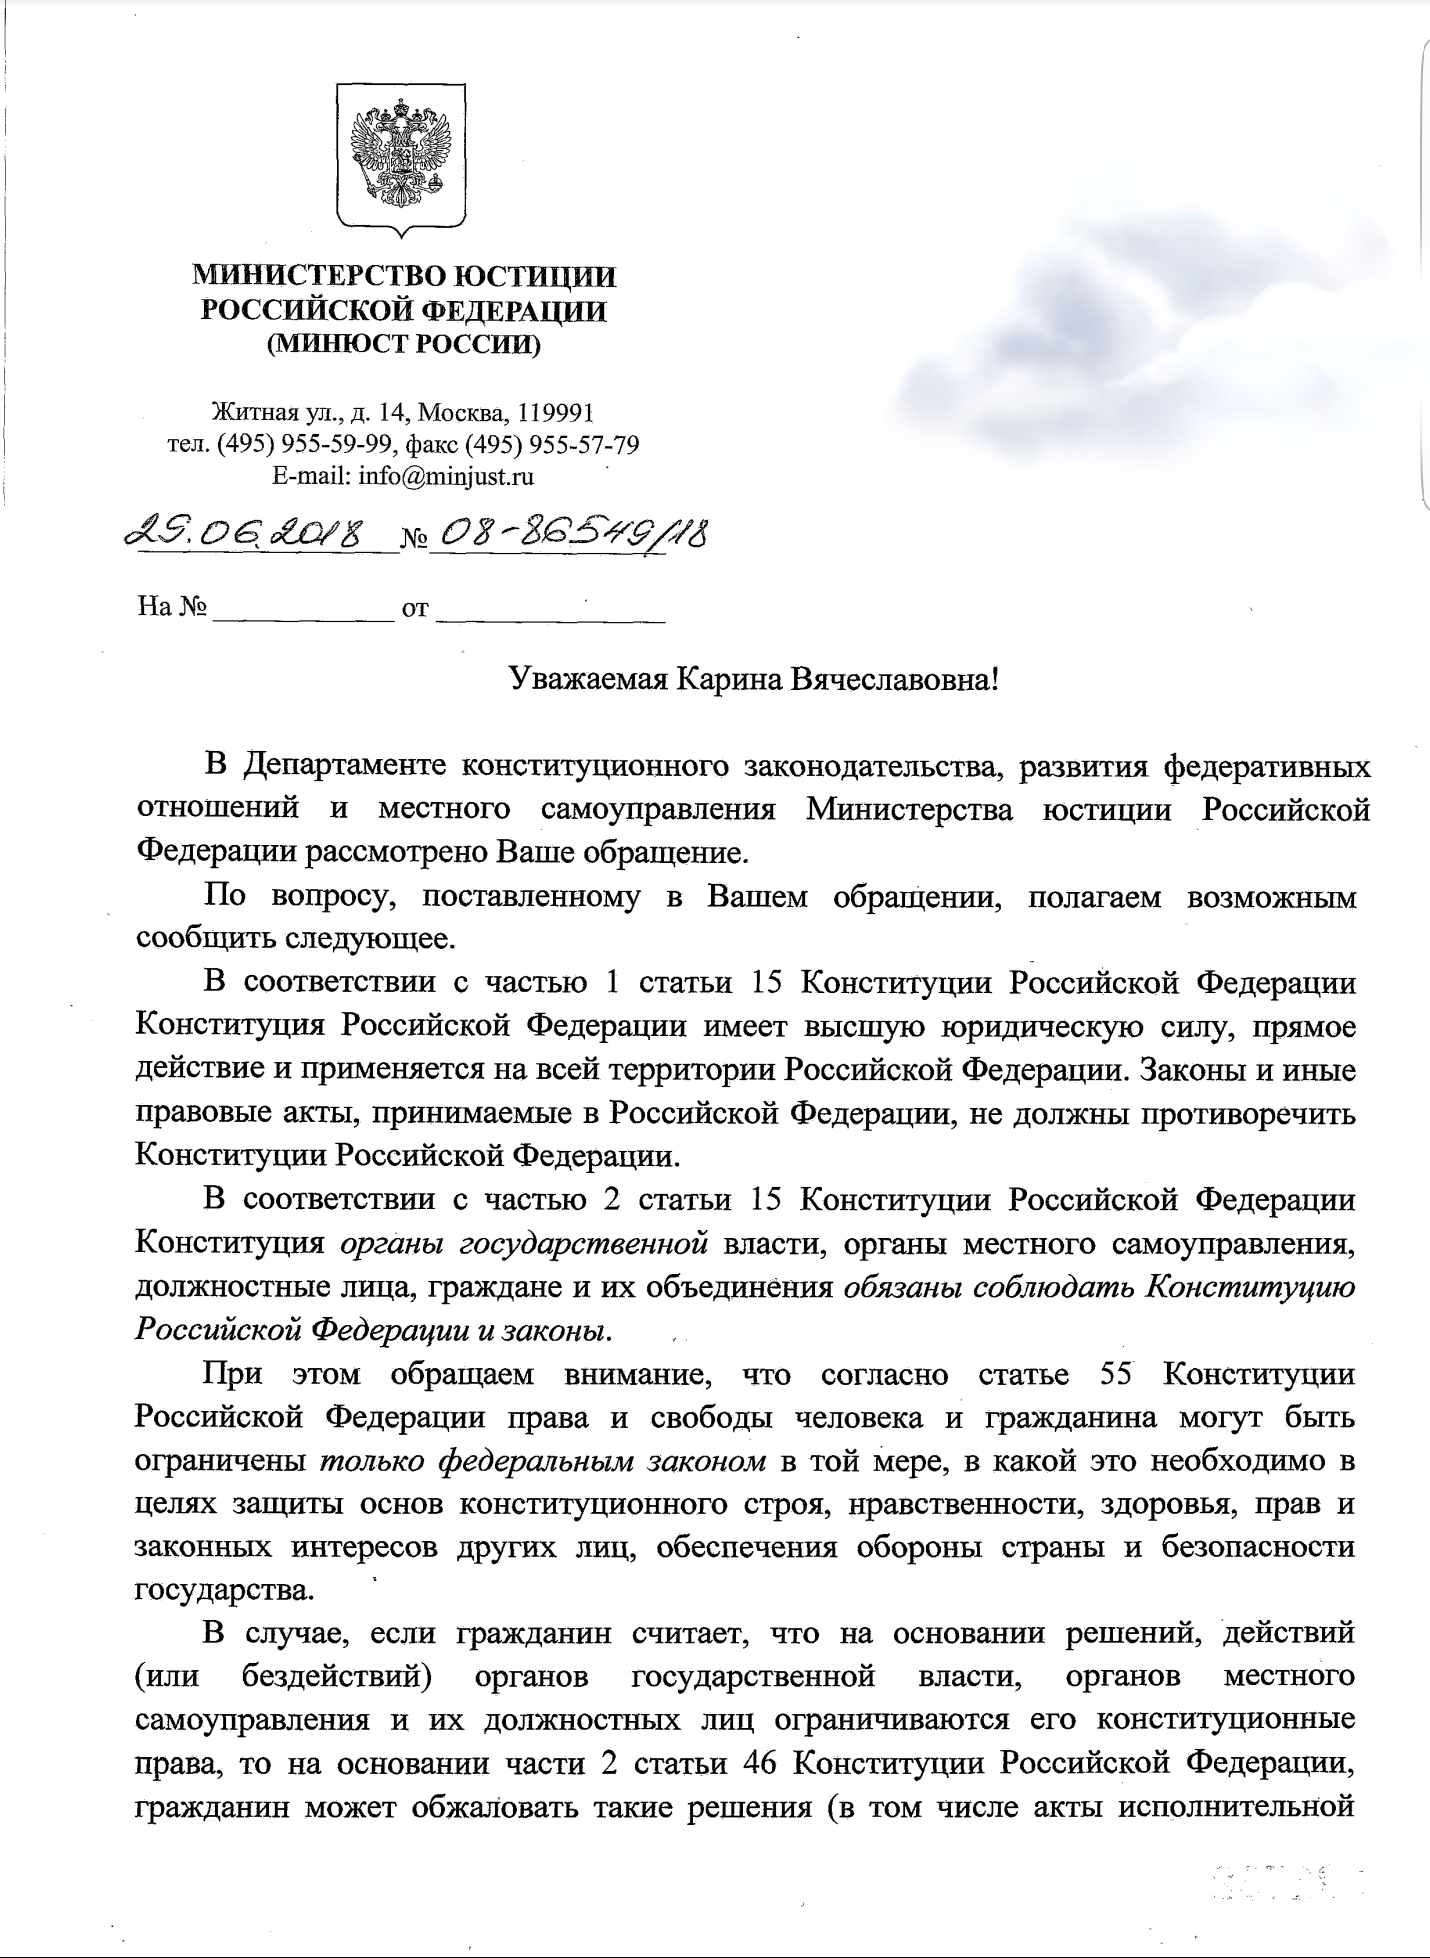 МИНИСТЕРСТВО ЮСТИЦИИ
РОССИЙСКОЙ ФЕДЕРАЦИИ
(МИНЮСТ РОССИИ)
Житная ул., д. 14, Москва, 119991
тел. (495) 955-59-99, факс (495) 955-57-79
E-mail: info@minjust.ru
29.06.2018 № 08-86549/18
На № ____________ от _______________
Уважаемая Карина Вячеславовна!
В Департаменте конституционного законодательства, развития федеративных
отношений и местного самоуправления Министерства юстиции Российской
Федерации рассмотрено Ваше обращение.
По вопросу, поставленному в Вашем обращении, полагаем возможным
сообщить следующее.
В соответствии с частью 1 статьи 15 Конституции Российской Федерации
Конституция Российской Федерации имеет высшую юридическую силу, прямое
действие и применяется на всей территории Российской Федерации. Законы и иные
правовые акты, принимаемые в Российской Федерации, не должны противоречить
Конституции Российской Федерации.
В соответствии с частью 2 статьи 15 Конституции Российской Федерации
Конституция органы государственной власти, органы местного самоуправления,
должностные лица, граждане и их объединения обязаны соблюдать Конституцию
Российской Федерации и законы.
При этом обращаем внимание, что согласно статье 55 Конституции
Российской Федерации права и свободы человека и гражданина могут быть
ограничены только федеральным законом в той мере, в какой это необходимо в
целях защиты основ конституционного строя, нравственности, здоровья, прав и
законных интересов других лиц, обеспечения обороны страны и безопасности
государства.
В случае, если гражданин считает, что на основании решений, действий
(или бездействий) органов государственной власти, органов местного
самоуправления и их должностных лиц ограничиваются его конституционные
права, то на основании части 2 статьи 46 Конституции Российской Федерации,
гражданин может обжаловать такие решения (в том числе акты исполнительной